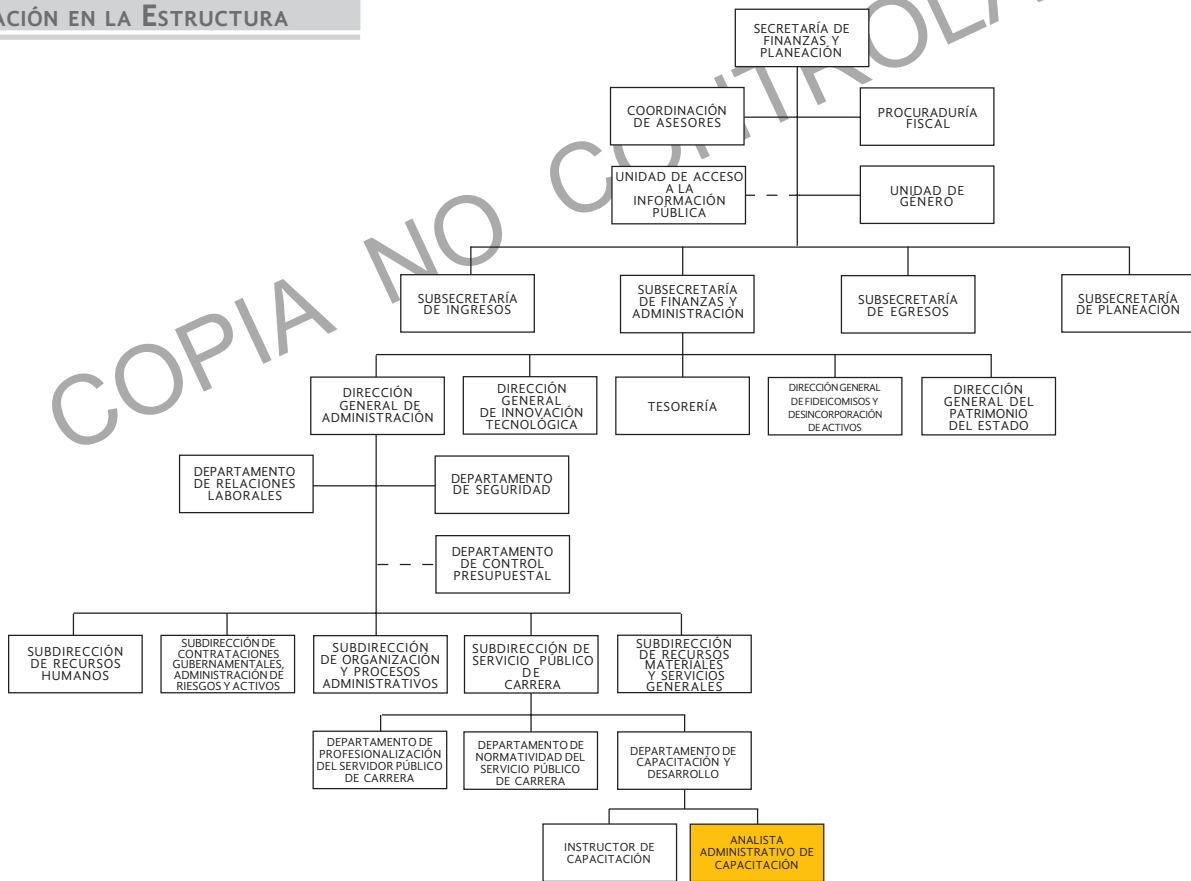 ACIÓN EN LA ESTRUCTURA
COPIA NO CONTROLA
SECRETARÍA DE
FINANZAS Y
PLANEACIÓN
COORDINACIÓN
DE ASESORES
PROCURADURÍA
FISCAL
UNIDAD DE ACCESO
A LA
INFORMACIÓN
PÚBLICA
UNIDAD DE
GÉNERO
SUBSECRETARÍA
DE INGRESOS
SUBSECRETARÍA
DE FINANZAS Y
ADMINISTRACIÓN
SUBSECRETARÍA
DE EGRESOS
SUBSECRETARÍA
DE PLANEACIÓN
DIRECCIÓN
GENERAL DE
ADMINISTRACIÓN
DIRECCIÓN
GENERAL
DE INNOVACIÓN
TECNOLÓGICA
TESORERÍA
DIRECCIÓN GENERAL
DE FIDEICOMISOS Y
DESINCORPORACIÓN
DE ACTIVOS
DIRECCIÓN
GENERAL DEL
PATRIMONIO
DEL ESTADO
DEPARTAMENTO
DE RELACIONES
LABORALES
DEPARTAMENTO
DE SEGURIDAD
DEPARTAMENTO
DE CONTROL
PRESUPUESTAL
SUBDIRECCIÓN
DE RECURSOS
HUMANOS
SUBDIRECCIÓN DE
CONTRATACIONES
GUBERNAMENTALES,
ADMINISTRACIÓN DE
RIESGOS Y ACTIVOS
SUBDIRECCIÓN
DE ORGANIZACIÓN
Y PROCESOS
ADMINISTRATIVOS
SUBDIRECCIÓN DE
SERVICIO PÚBLICO
DE
CARRERA
SUBDIRECCIÓN
DE RECURSOS
MATERIALES
Y SERVICIOS
GENERALES
DEPARTAMENTO DE
PROFESIONALIZACIÓN
DEL SERVIDOR PÚBLICO
DE CARRERA
DEPARTAMENTO DE
NORMATIVIDAD DEL
SERVICIO PÚBLICO
DE CARRERA
DEPARTAMENTO DE
CAPACITACIÓN Y
DESARROLLO
INSTRUCTOR DE
CAPACITACIÓN
ANALISTA
ADMINISTRATIVO DE
CAPACITACIÓN